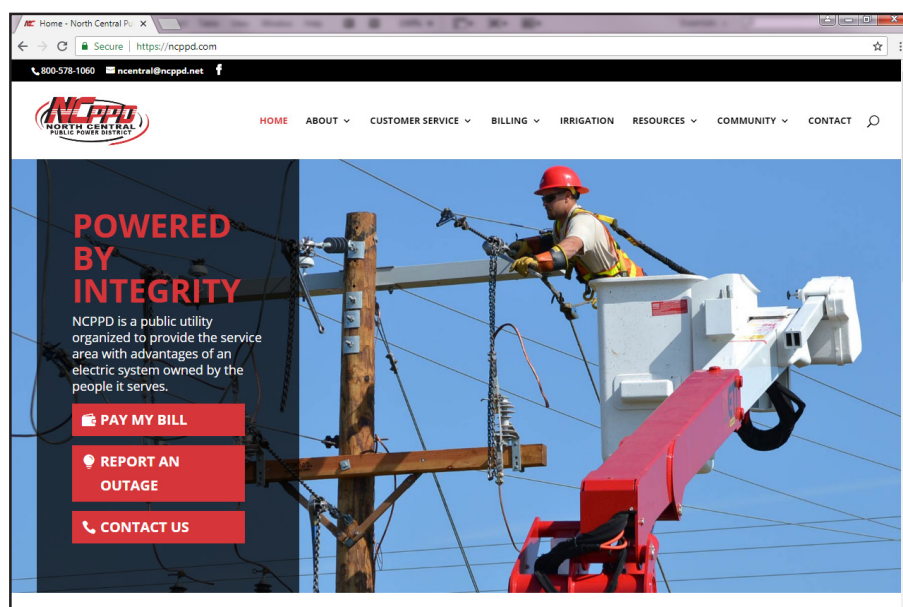 Home - North Central Pu
Secure | https://ncppd.com
800-578-1060 ncentral@ncppd.net f
NCPPD
NORTH CENTRAL
PUBLIC POWER DISTRICT
HOME ABOUT CUSTOMER SERVICE BILLING IRRIGATION RESOURCES COMMUNITY CONTACT
POWERED
BY
INTEGRITY
NCPPD is a public utility
organized to provide the service
area with advantages of an
electric system owned by the
people it serves.
PAY MY BILL
REPORT AN
OUTAGE
CONTACT US